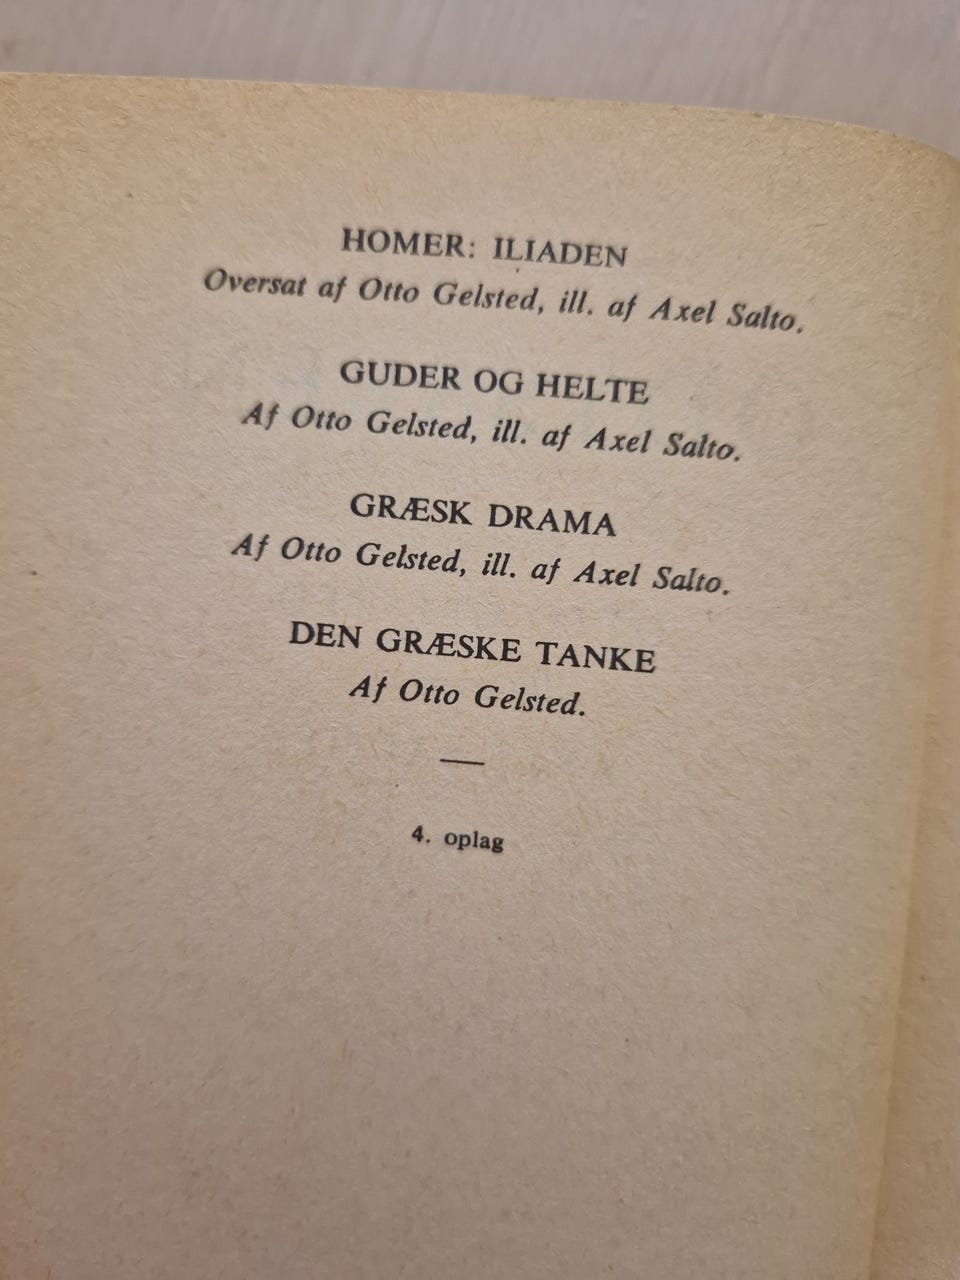 HOMER: ILIADEN
Oversat af Otto Gelsted, ill. af Axel Salto.
GUDER OG HELTE
Af Otto Gelsted, ill. af Axel Salto.
GRÆSK DRAMA
Af Otto Gelsted, ill. af Axel Salto.
DEN GRÆSKE TANKE
Af Otto Gelsted.
4. oplag